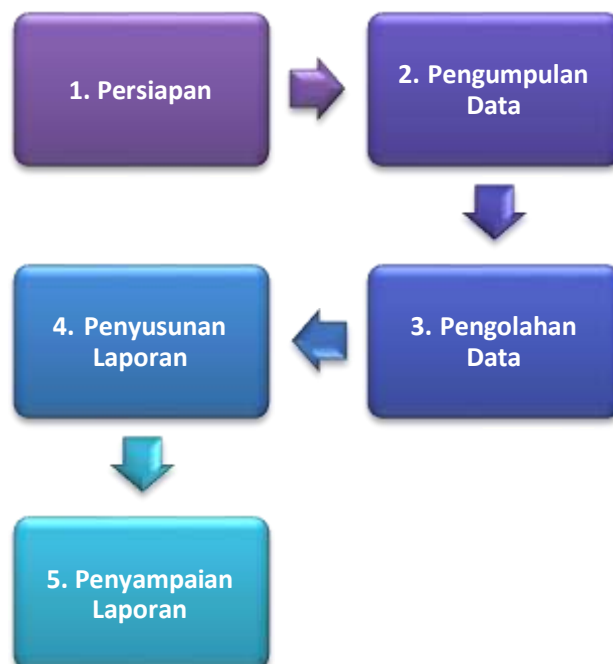 1. Persiapan
2. Pengumpulan
Data
3. Pengolahan
Data
4. Penyusunan
Laporan
5. Penyampaian
Laporan